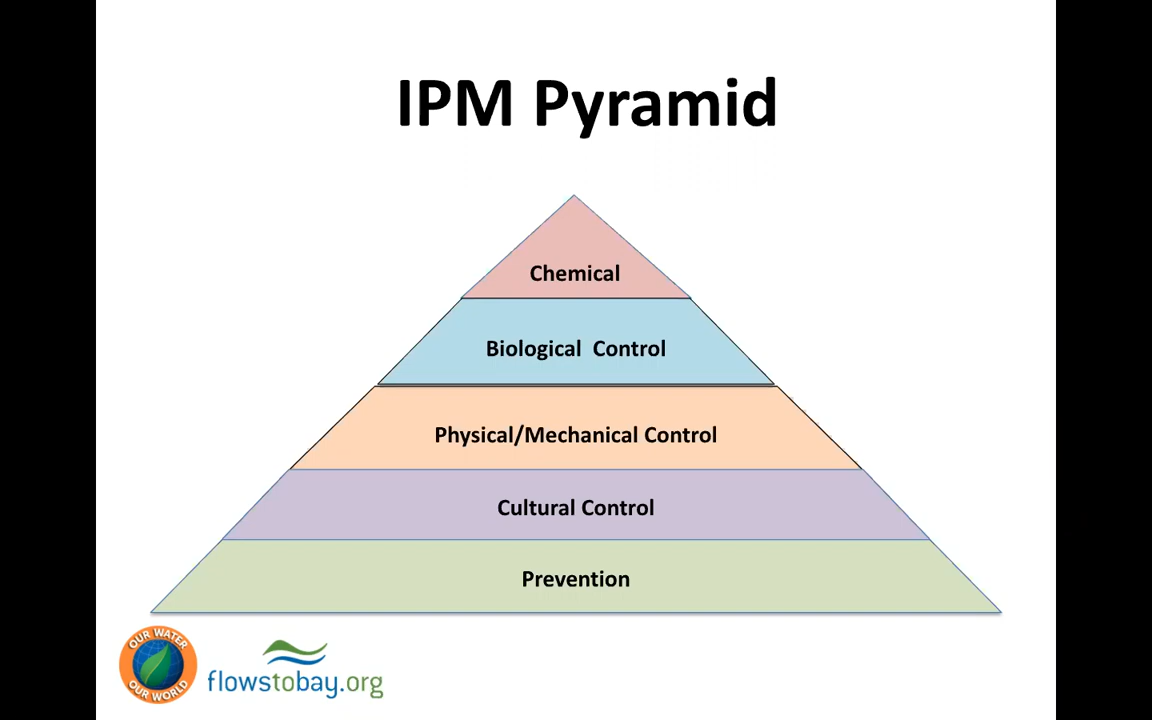 IPM Pyramid
Chemical
Biological  Control
Physical/Mechanical Control
Cultural Control
Prevention
OUR WATER
OUR WORLD
flowstobay.org